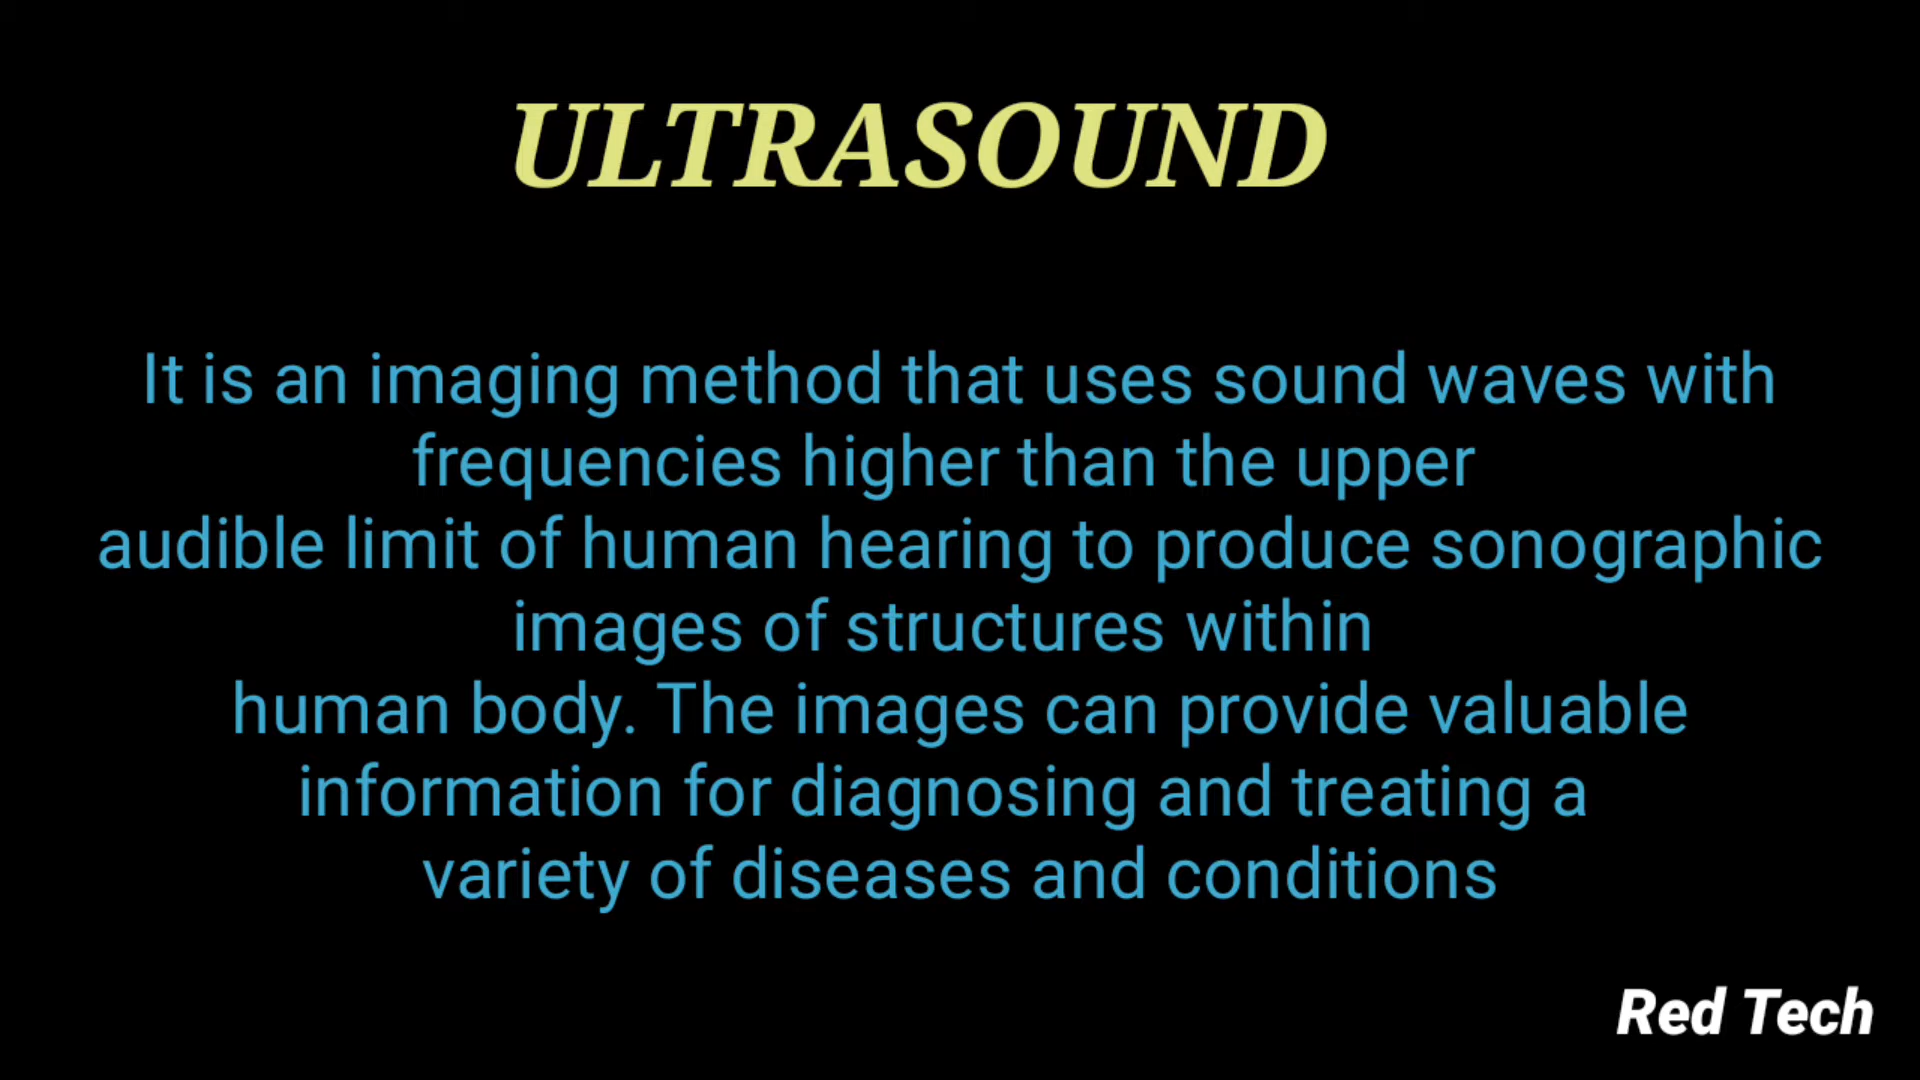 ULTRASOUND
It is an imaging method that uses sound waves with
frequencies higher than the upper
audible limit of human hearing to produce sonographic
images of structures within
human body. The images can provide valuable
information for diagnosing and treating a
variety of diseases and conditions
Red Tech